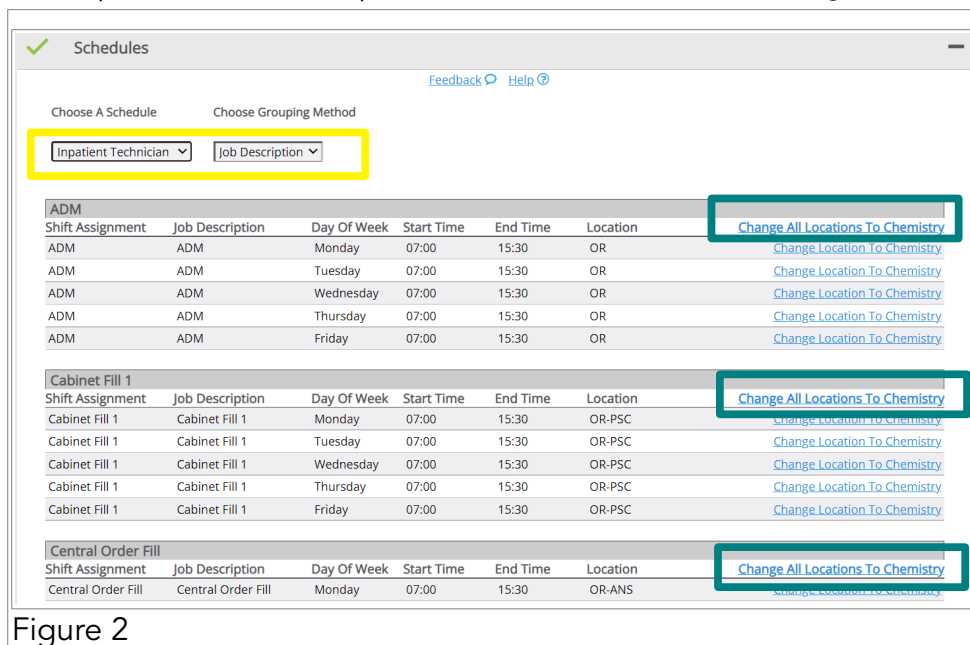 Schedules
Feedback Help
Choose A Schedule Choose Grouping Method
Inpatient Technician Job Description
ADM
Shift Assignment Job Description Day Of Week Start Time End Time Location Change All Locations To Chemistry
ADM ADM Monday 07:00 15:30 OR Change Location To Chemistry
ADM ADM Tuesday 07:00 15:30 OR Change Location To Chemistry
ADM ADM Wednesday 07:00 15:30 OR Change Location To Chemistry
ADM ADM Thursday 07:00 15:30 OR Change Location To Chemistry
ADM ADM Friday 07:00 15:30 OR Change Location To Chemistry
Cabinet Fill 1
Shift Assignment Job Description Day Of Week Start Time End Time Location Change All Locations To Chemistry
Cabinet Fill 1 Cabinet Fill 1 Monday 07:00 15:30 OR-PSC Change Location To Chemistry
Cabinet Fill 1 Cabinet Fill 1 Tuesday 07:00 15:30 OR-PSC Change Location To Chemistry
Cabinet Fill 1 Cabinet Fill 1 Wednesday 07:00 15:30 OR-PSC Change Location To Chemistry
Cabinet Fill 1 Cabinet Fill 1 Thursday 07:00 15:30 OR-PSC Change Location To Chemistry
Cabinet Fill 1 Cabinet Fill 1 Friday 07:00 15:30 OR-PSC Change Location To Chemistry
Central Order Fill
Shift Assignment Job Description Day Of Week Start Time End Time Location Change All Locations To Chemistry
Central Order Fill Central Order Fill Monday 07:00 15:30 OR-ANS Change Location To Chemistry
Figure 2